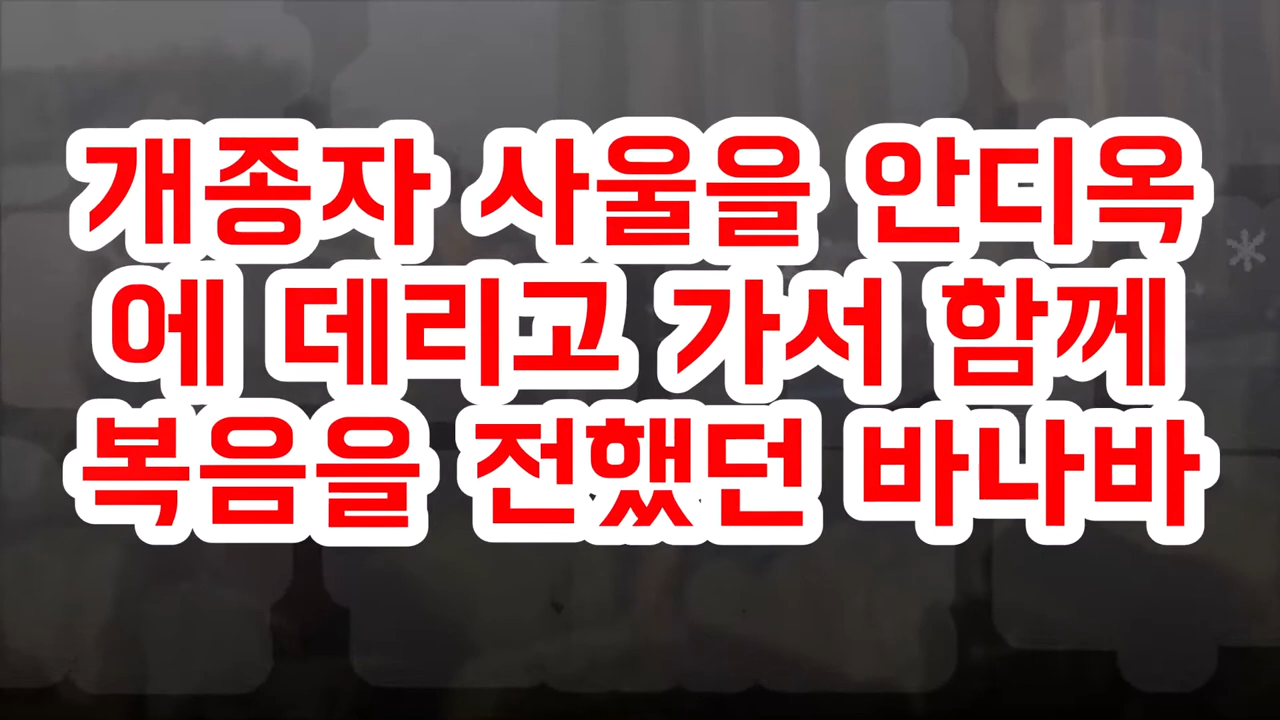 개종자 사울을 안디옥
에 데리고 가서 함께
복음을 전했던 바나바